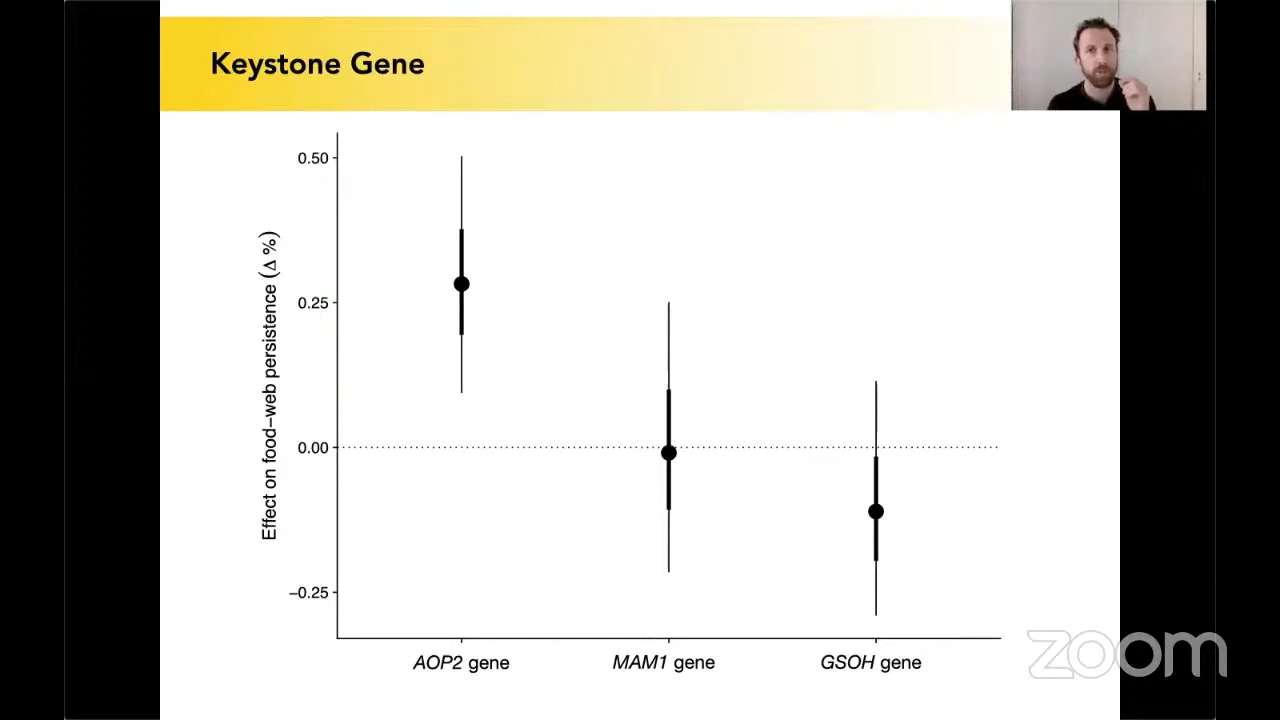 Keystone Gene
0.50
0.25
0.00
−0.25
Effect on food−web persistence (Δ %)
AOP2 gene
MAM1 gene
GSOH gene
zoom